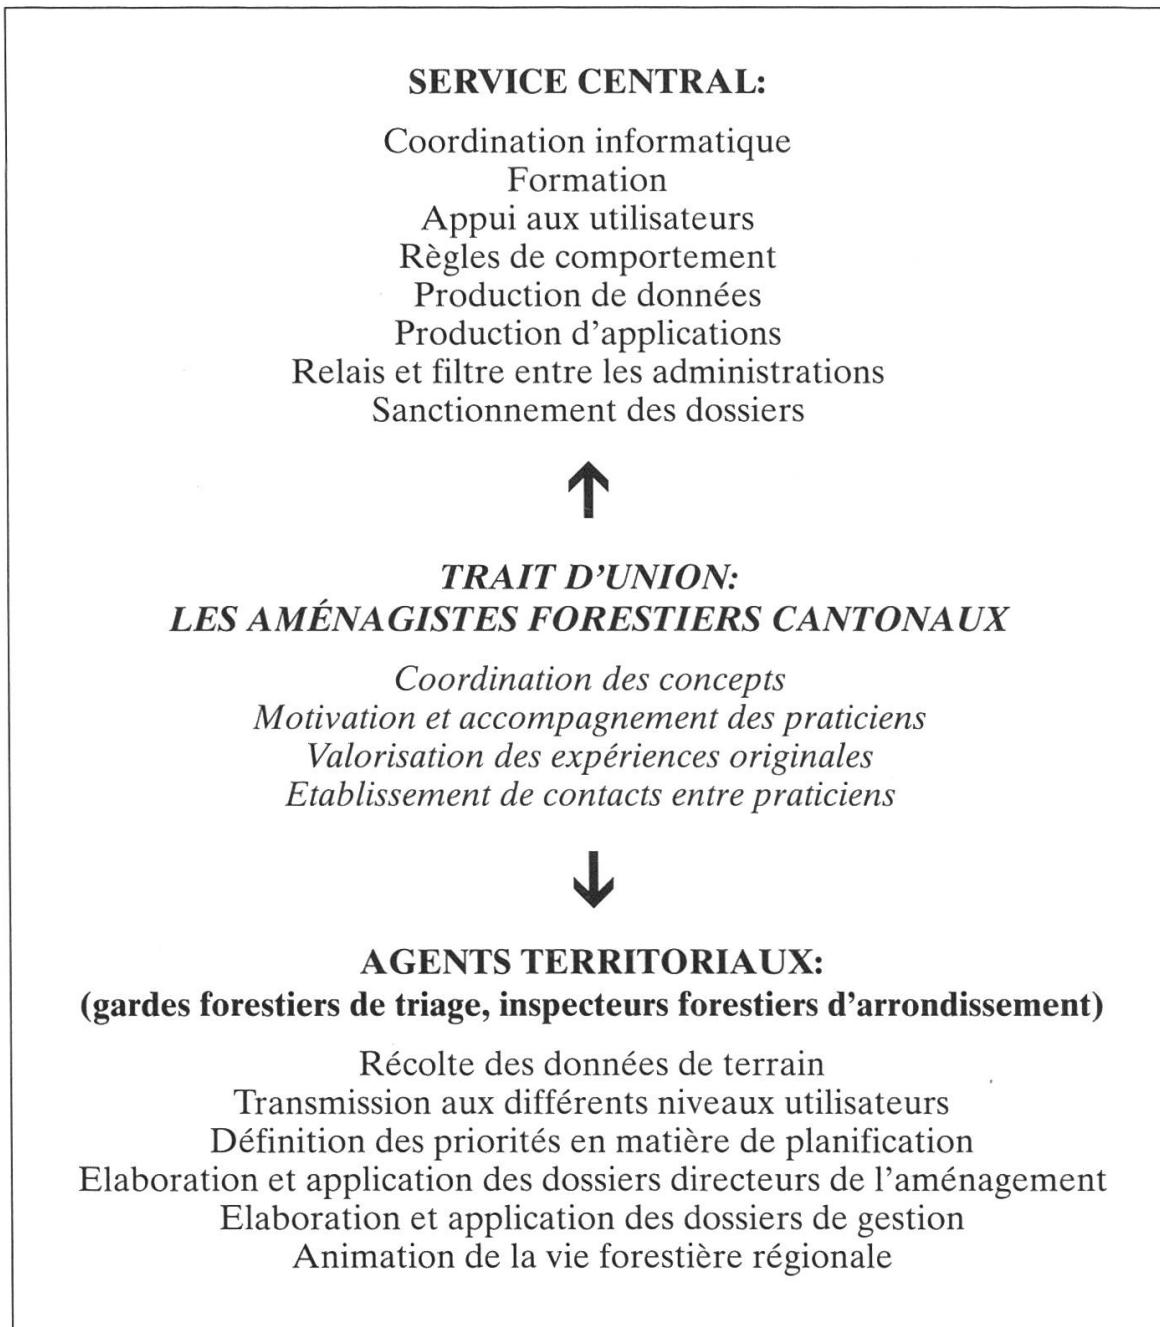 SERVICE CENTRAL:
Coordination informatique
Formation
Appui aux utilisateurs
Règles de comportement
Production de données
Production d'applications
Relais et filtre entre les administrations
Sanctionnement des dossiers
TRAIT D'UNION:
LES AMÉNAGISTES FORESTIERS CANTONAUX
Coordination des concepts
Motivation et accompagnement des praticiens
Valorisation des expériences originales
Etablissement de contacts entre praticiens
AGENTS TERRITORIAUX:
(gardes forestiers de triage, inspecteurs forestiers d'arrondissement)
Récolte des données de terrain
Transmission aux différents niveaux utilisateurs
Définition des priorités en matière de planification
Elaboration et application des dossiers directeurs de l'aménagement
Elaboration et application des dossiers de gestion
Animation de la vie forestière régionale